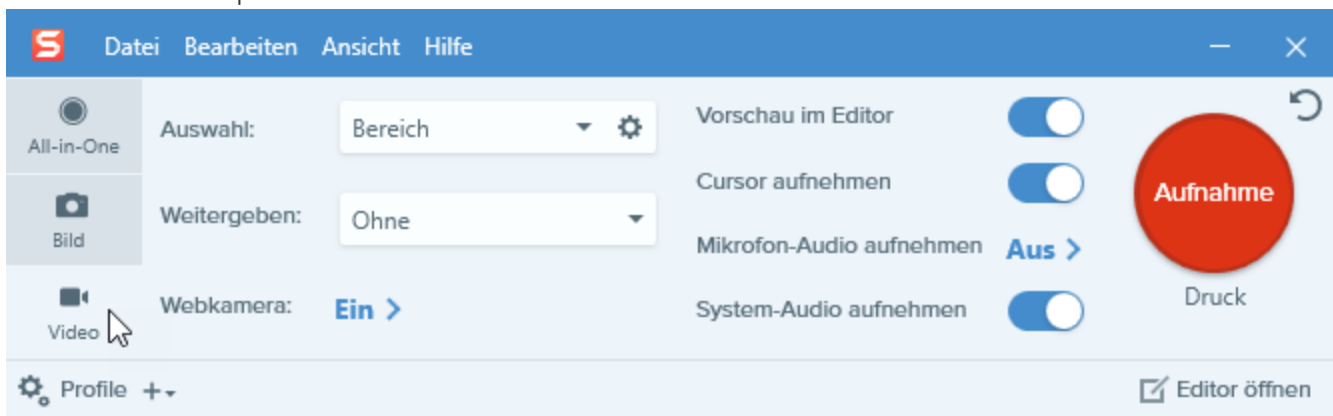 Datei Bearbeiten Ansicht Hilfe
All-in-One
Bild
Video
Auswahl: Bereich
Weitergeben: Ohne
Webkamera: Ein >
Vorschau im Editor
Cursor aufnehmen
Mikrofon-Audio aufnehmen Aus >
System-Audio aufnehmen
Aufnahme
Druck
Profile +
Editor öffnen